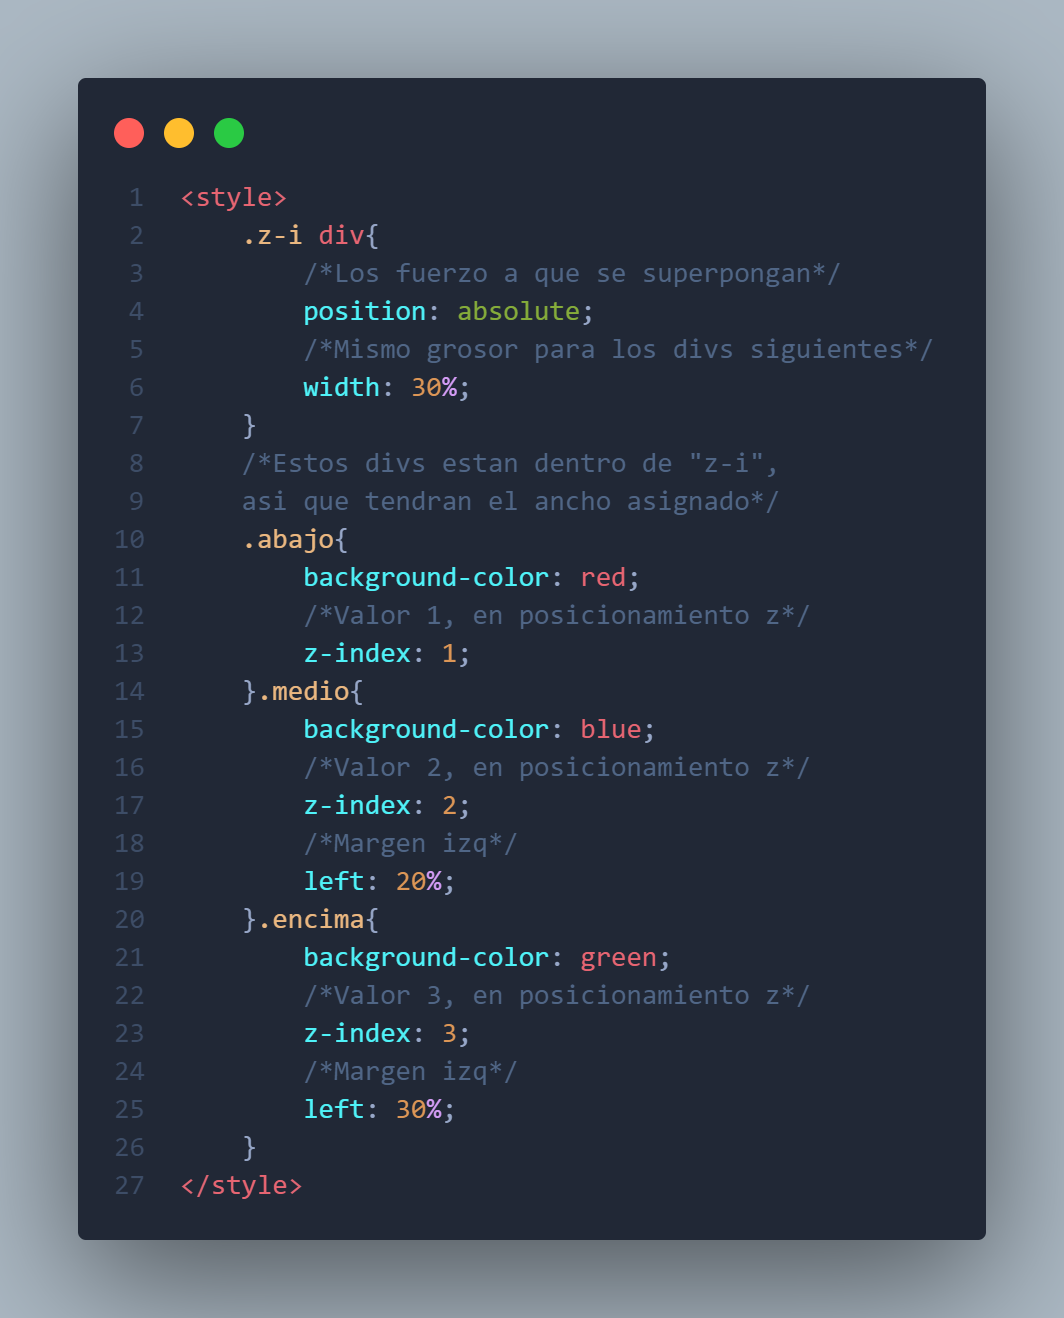 1 <style>
2     .z-i div{
3         /*Los fuerzo a que se superpongan*/
4         position: absolute;
5         /*Mismo grosor para los divs siguientes*/
6         width: 30%;
7     }
8     /*Estos divs estan dentro de "z-i",
9     asi que tendran el ancho asignado*/
10     .abajo{
11         background-color: red;
12         /*Valor 1, en posicionamiento z*/
13         z-index: 1;
14     }.medio{
15         background-color: blue;
16         /*Valor 2, en posicionamiento z*/
17         z-index: 2;
18         /*Margen izq*/
19         left: 20%;
20     }.encima{
21         background-color: green;
22         /*Valor 3, en posicionamiento z*/
23         z-index: 3;
24         /*Margen izq*/
25         left: 30%;
26     }
27 </style>